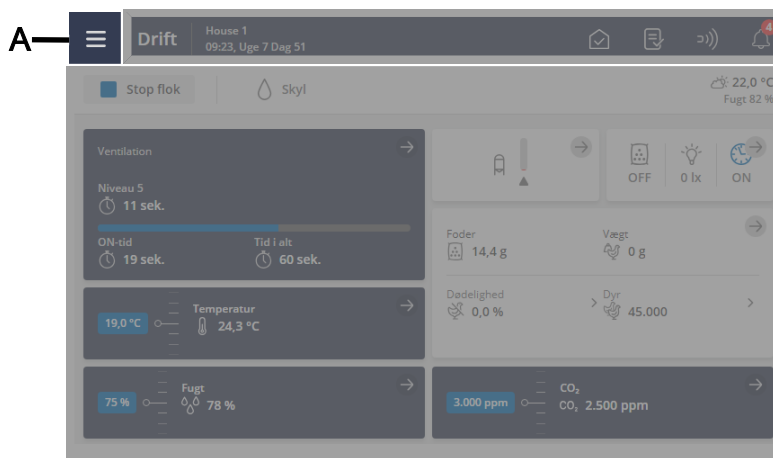 A
Drift
House 1
09:23, Uge 7 Dag 51
4
Stop flok
Skyl
22,0 °C
Fugt 82 %
Ventilation
Niveau 5
11 sek.
ON-tid
Tid i alt
19 sek.
60 sek.
OFF
0 lx
ON
Foder
Vægt
14,4 g
0 g
Dødelighed
Dyr
0,0 %
45.000
Temperatur
19,0 °C
24,3 °C
Fugt
75 %
78 %
CO₂
3.000 ppm
CO₂ 2.500 ppm